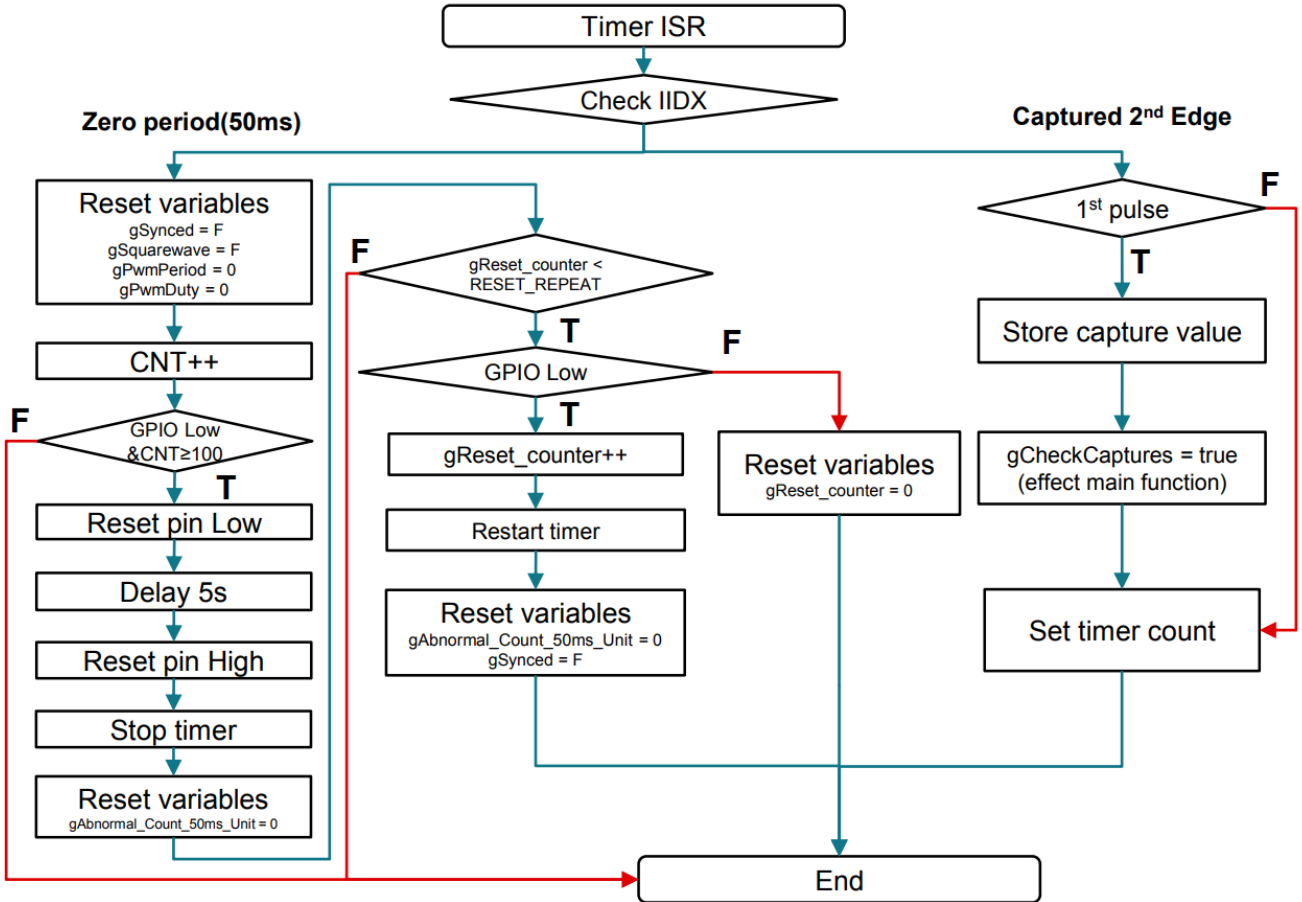 Timer ISR
Check IIDX
Zero period(50ms)
Captured 2nd Edge
Reset variables
gSynced = F
gSquarewave = F
gPwmPeriod = 0
gPwmDuty = 0
CNT++
F
GPIO Low
&CNT≥100
T
Reset pin Low
Delay 5s
Reset pin High
Stop timer
Reset variables
gAbnormal_Count_50ms_Unit = 0
F
gReset_counter <
RESET_REPEAT
T
F
GPIO Low
T
gReset_counter++
Restart timer
Reset variables
gAbnormal_Count_50ms_Unit = 0
gSynced = F
Reset variables
gReset_counter = 0
1st pulse
F
T
Store capture value
gCheckCaptures = true
(effect main function)
Set timer count
End